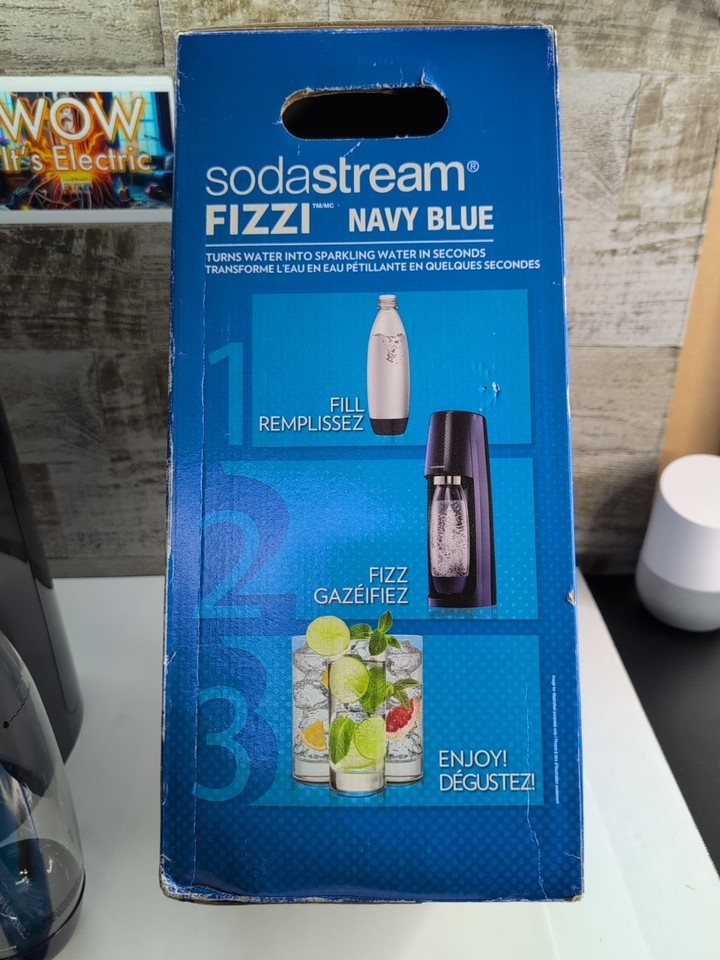 WOW
It's Electric
sodastream®
FIZZI™/MC NAVY BLUE
TURNS WATER INTO SPARKLING WATER IN SECONDS
TRANSFORME L'EAU EN EAU PÉTILLANTE EN QUELQUES SECONDES
1
FILL
REMPLISSEZ
2
FIZZ
GAZÉIFIEZ
3
ENJOY!
DÉGUSTEZ!